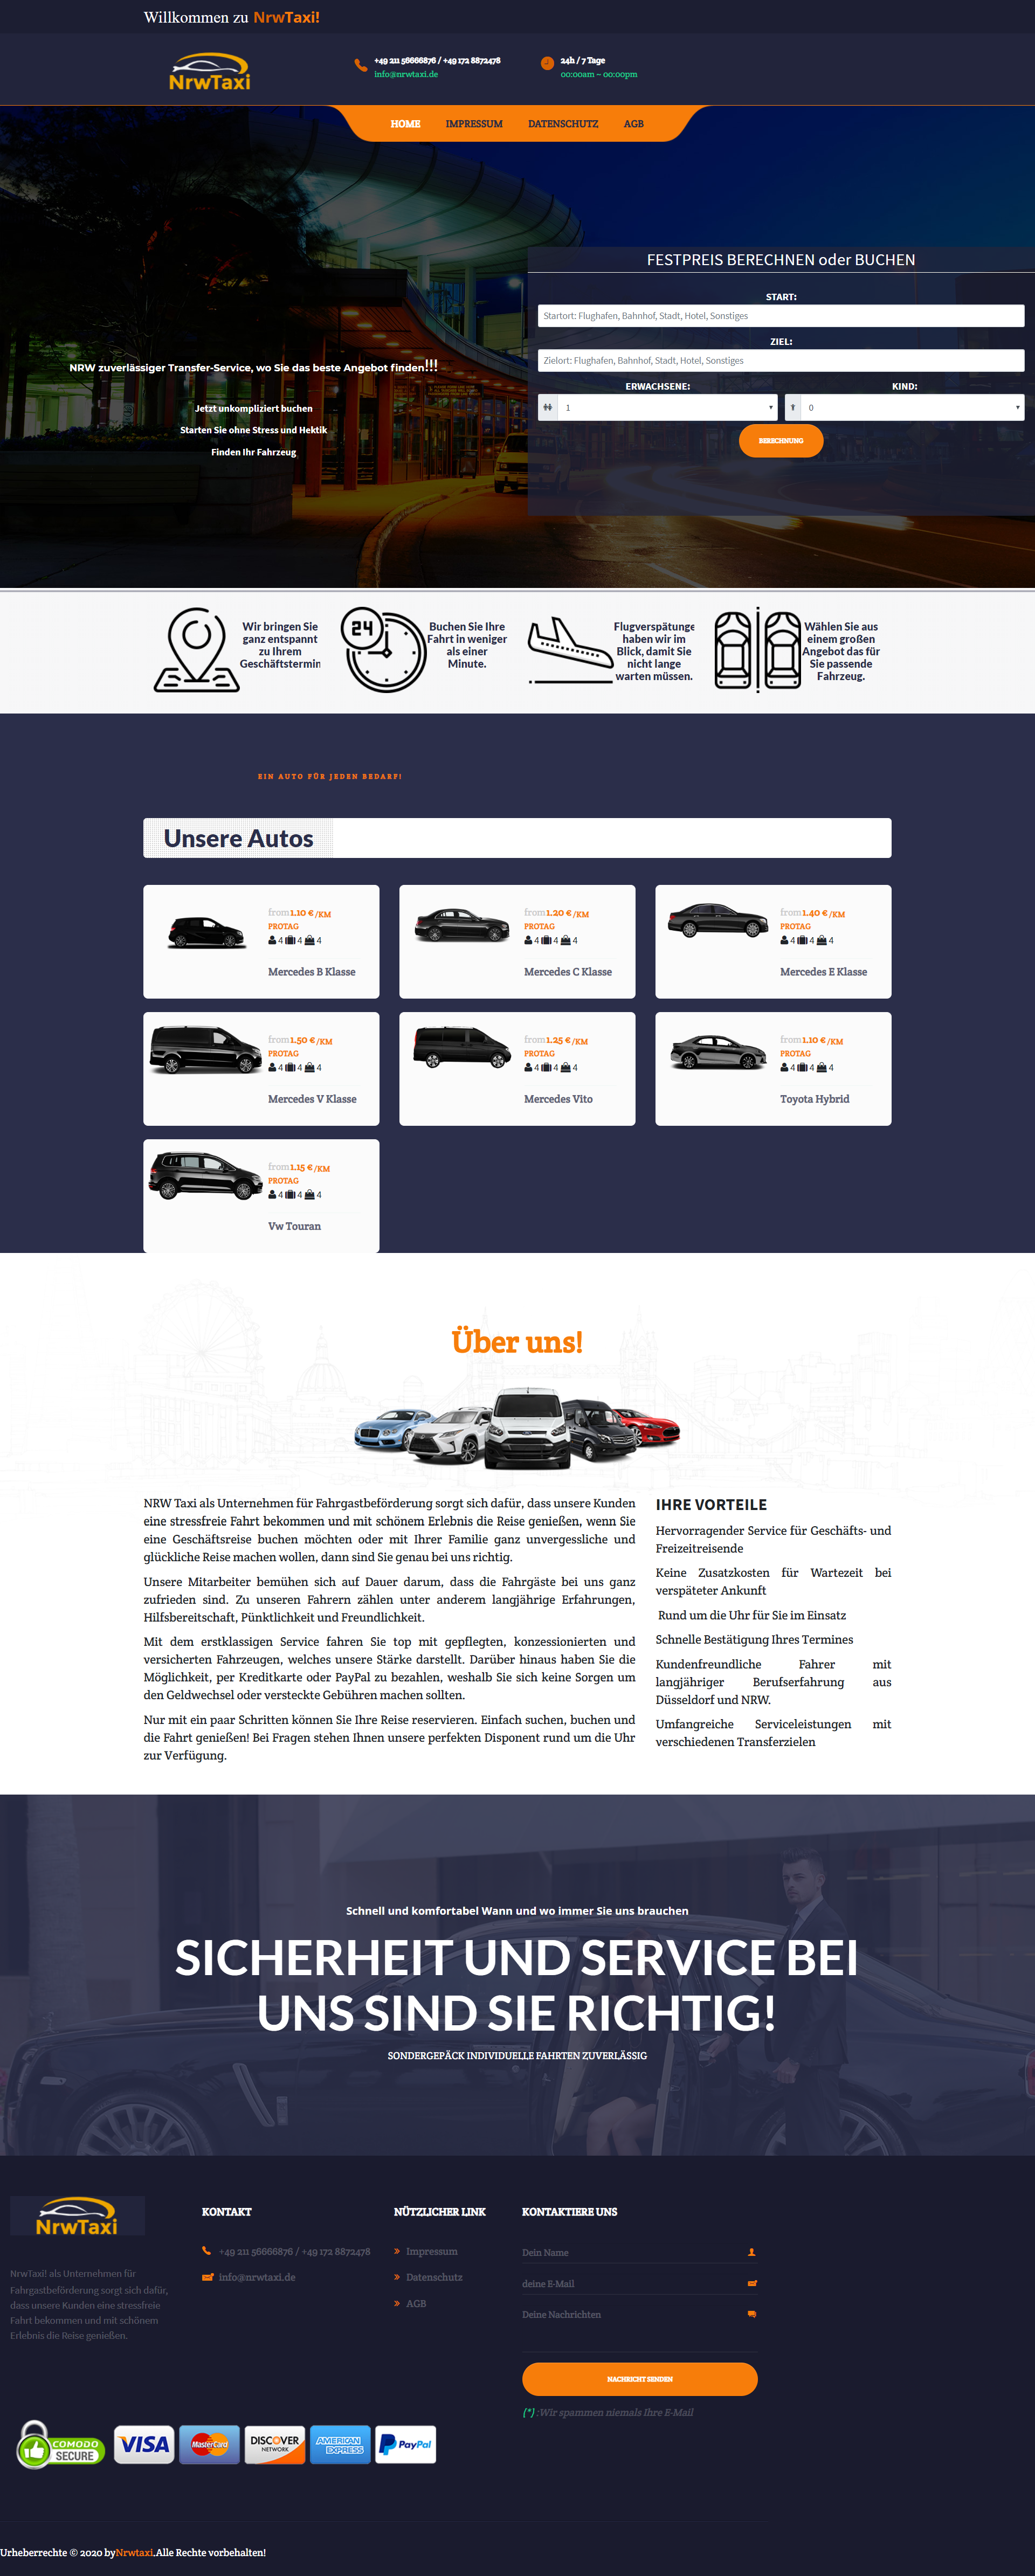 Willkommen zu NrwTaxi!
NrwTaxi
+49 211 56666876 / +49 172 8872478
info@nrwtaxi.de
24h / 7 Tage
00:00am – 00:00pm
HOME IMPRESSUM DATENSCHUTZ AGB
NRW zuverlässiger Transfer-Service, wo Sie das beste Angebot finden!!!
Jetzt unkompliziert buchen
Starten Sie ohne Stress und Hektik
Finden Ihr Fahrzeug
FESTPREIS BERECHNEN oder BUCHEN
START:
Startort: Flughafen, Bahnhof, Stadt, Hotel, Sonstiges
ZIEL:
Zielort: Flughafen, Bahnhof, Stadt, Hotel, Sonstiges
ERWACHSENE: KIND:
1 0
BERECHNUNG
Wir bringen Sie
ganz entspannt
zu Ihrem
Geschäftstermin
24
Buchen Sie Ihre
Fahrt in weniger
als einer
Minute.
Flugverspätunge
haben wir im
Blick, damit Sie
nicht lange
warten müssen.
Wählen Sie aus
einem großen
Angebot das für
Sie passende
Fahrzeug.
EIN AUTO FÜR JEDEN BEDARF!
Unsere Autos
from 1.10 € /KM
PROTAG
4 4 4
Mercedes B Klasse
from 1.20 € /KM
PROTAG
4 4 4
Mercedes C Klasse
from 1.40 € /KM
PROTAG
4 4 4
Mercedes E Klasse
from 1.50 € /KM
PROTAG
4 4 4
Mercedes V Klasse
from 1.25 € /KM
PROTAG
4 4 4
Mercedes Vito
from 1.10 € /KM
PROTAG
4 4 4
Toyota Hybrid
from 1.15 € /KM
PROTAG
4 4 4
Vw Touran
Über uns!
NRW Taxi als Unternehmen für Fahrgastbeförderung sorgt sich dafür, dass unsere Kunden
eine stressfreie Fahrt bekommen und mit schönem Erlebnis die Reise genießen, wenn Sie
eine Geschäftsreise buchen möchten oder mit Ihrer Familie ganz unvergessliche und
glückliche Reise machen wollen, dann sind Sie genau bei uns richtig.
Unsere Mitarbeiter bemühen sich auf Dauer darum, dass die Fahrgäste bei uns ganz
zufrieden sind. Zu unseren Fahrern zählen unter anderem langjährige Erfahrungen,
Hilfsbereitschaft, Pünktlichkeit und Freundlichkeit.
Mit dem erstklassigen Service fahren Sie top mit gepflegten, konzessionierten und
versicherten Fahrzeugen, welches unsere Stärke darstellt. Darüber hinaus haben Sie die
Möglichkeit, per Kreditkarte oder PayPal zu bezahlen, weshalb Sie sich keine Sorgen um
den Geldwechsel oder versteckte Gebühren machen sollten.
Nur mit ein paar Schritten können Sie Ihre Reise reservieren. Einfach suchen, buchen und
die Fahrt genießen! Bei Fragen stehen Ihnen unsere perfekten Disponent rund um die Uhr
zur Verfügung.
IHRE VORTEILE
Hervorragender Service für Geschäfts- und
Freizeitreisende
Keine Zusatzkosten für Wartezeit bei
verspäteter Ankunft
Rund um die Uhr für Sie im Einsatz
Schnelle Bestätigung Ihres Termines
Kundenfreundliche Fahrer mit
langjähriger Berufserfahrung aus
Düsseldorf und NRW.
Umfangreiche Serviceleistungen mit
verschiedenen Transferzielen
Schnell und komfortabel Wann und wo immer Sie uns brauchen
SICHERHEIT UND SERVICE BEI
UNS SIND SIE RICHTIG!
SONDERGEPÄCK INDIVIDUELLE FAHRTEN ZUVERLÄSSIG
NrwTaxi
NrwTaxi! als Unternehmen für
Fahrgastbeförderung sorgt sich dafür,
dass unsere Kunden eine stressfreie
Fahrt bekommen und mit schönem
Erlebnis die Reise genießen.
KONTAKT
+49 211 56666876 / +49 172 8872478
info@nrwtaxi.de
NÜTZLICHER LINK
Impressum
Datenschutz
AGB
KONTAKTIERE UNS
Dein Name
deine E-Mail
Deine Nachrichten
NACHRICHT SENDEN
(*) :Wir spammen niemals Ihre E-Mail
COMODO
SECURE
VISA
MasterCard
DISCOVER
NETWORK
AMERICAN
EXPRESS
PayPal
Urheberrechte © 2020 byNrwtaxi.Alle Rechte vorbehalten!